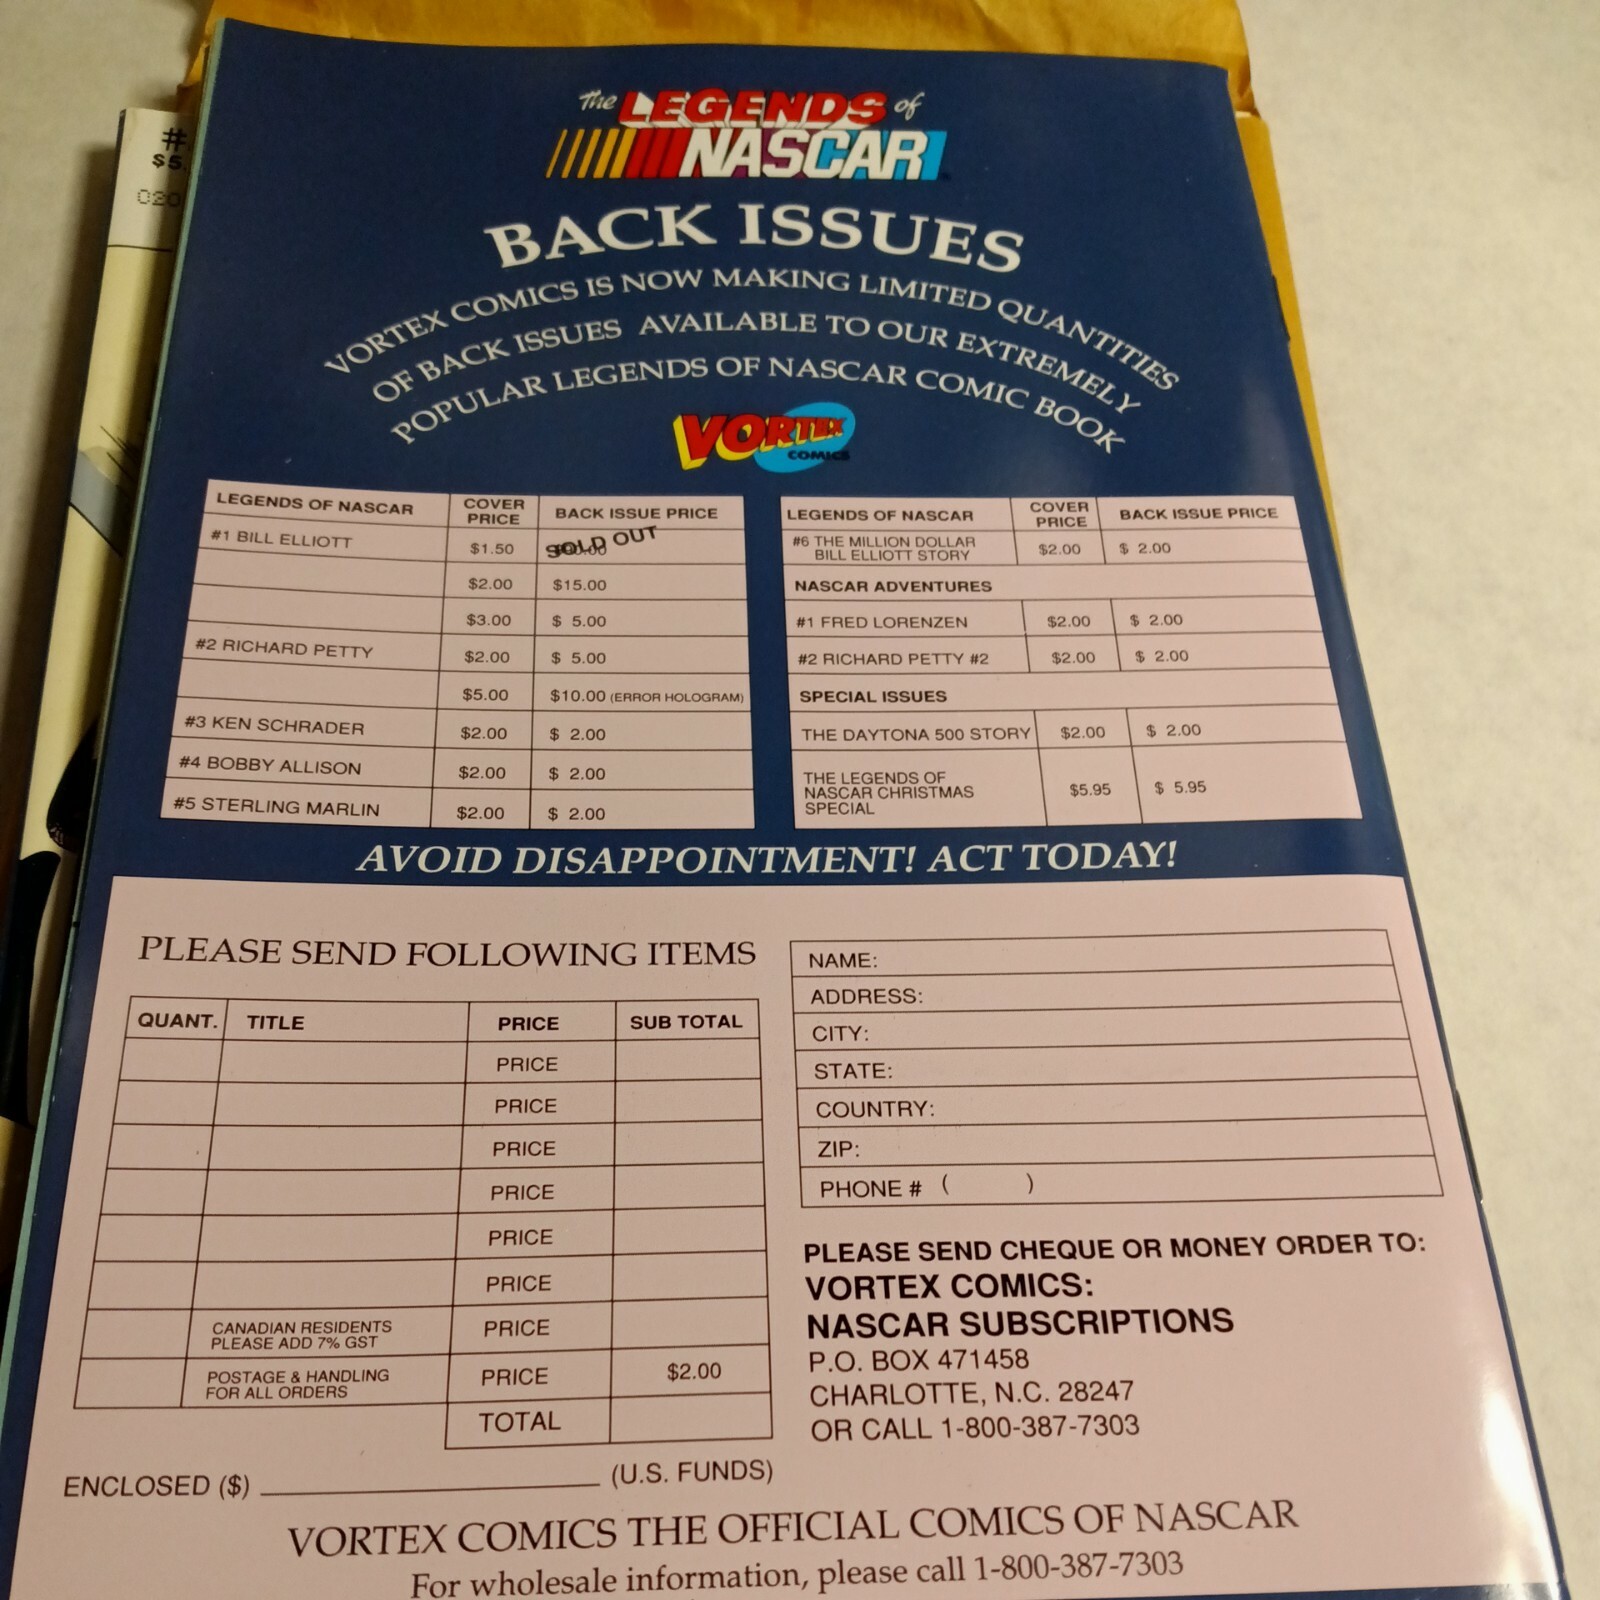 #
$5.
020
The LEGENDS of
NASCAR
BACK ISSUES
VORTEX COMICS IS NOW MAKING LIMITED QUANTITIES
OF BACK ISSUES AVAILABLE TO OUR EXTREMELY
POPULAR LEGENDS OF NASCAR COMIC BOOK
VORTEX
COMICS
LEGENDS OF NASCAR COVER PRICE BACK ISSUE PRICE
#1 BILL ELLIOTT $1.50 SOLD OUT
$2.00 $15.00
$3.00 $ 5.00
#2 RICHARD PETTY $2.00 $ 5.00
$5.00 $10.00 (ERROR HOLOGRAM)
#3 KEN SCHRADER $2.00 $ 2.00
#4 BOBBY ALLISON $2.00 $ 2.00
#5 STERLING MARLIN $2.00 $ 2.00
LEGENDS OF NASCAR COVER PRICE BACK ISSUE PRICE
#6 THE MILLION DOLLAR
BILL ELLIOTT STORY $2.00 $ 2.00
NASCAR ADVENTURES
#1 FRED LORENZEN $2.00 $ 2.00
#2 RICHARD PETTY #2 $2.00 $ 2.00
SPECIAL ISSUES
THE DAYTONA 500 STORY $2.00 $ 2.00
THE LEGENDS OF
NASCAR CHRISTMAS
SPECIAL $5.95 $ 5.95
AVOID DISAPPOINTMENT! ACT TODAY!
PLEASE SEND FOLLOWING ITEMS
QUANT. TITLE PRICE SUB TOTAL
PRICE
PRICE
PRICE
PRICE
PRICE
PRICE
CANADIAN RESIDENTS
PLEASE ADD 7% GST PRICE
POSTAGE & HANDLING
FOR ALL ORDERS PRICE $2.00
TOTAL
ENCLOSED ($) (U.S. FUNDS)
NAME:
ADDRESS:
CITY:
STATE:
COUNTRY:
ZIP:
PHONE # ( )
PLEASE SEND CHEQUE OR MONEY ORDER TO:
VORTEX COMICS:
NASCAR SUBSCRIPTIONS
P.O. BOX 471458
CHARLOTTE, N.C. 28247
OR CALL 1-800-387-7303
VORTEX COMICS THE OFFICIAL COMICS OF NASCAR
For wholesale information, please call 1-800-387-7303